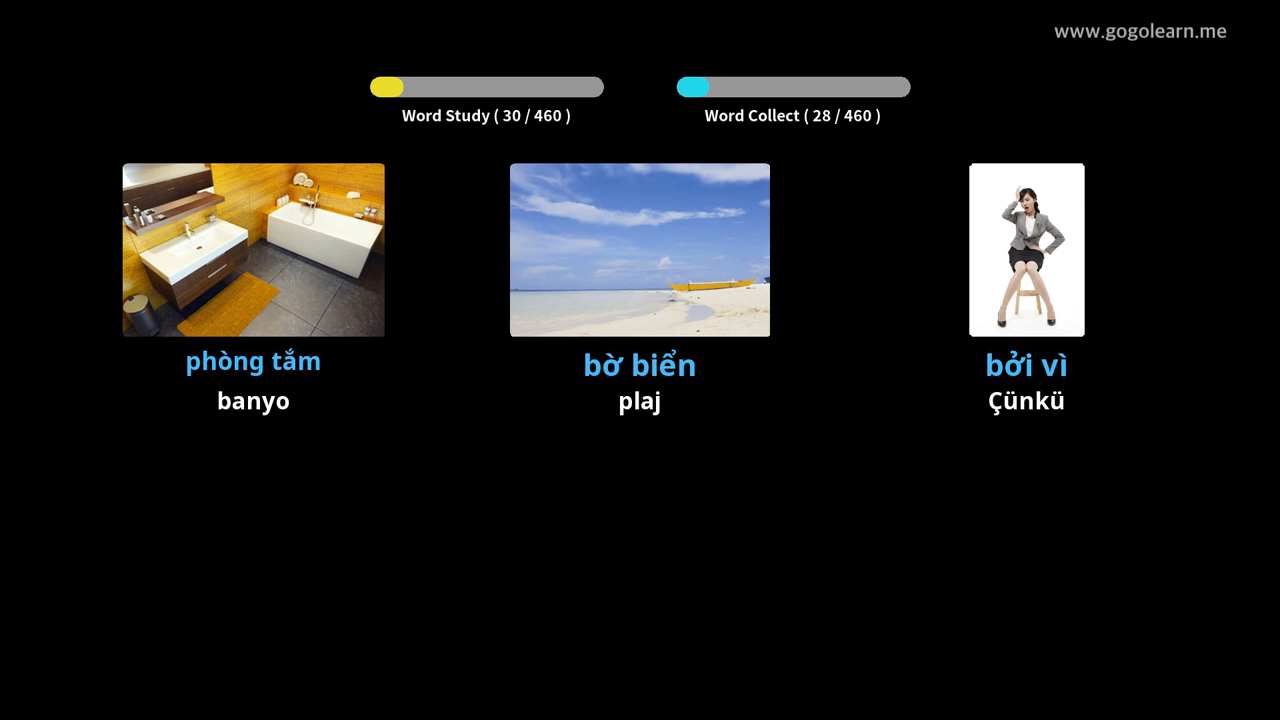 www.gogolearn.me
Word Study ( 30 / 460 )
Word Collect ( 28 / 460 )
phòng tắm
bờ biển
bởi vì
banyo
plaj
Çünkü